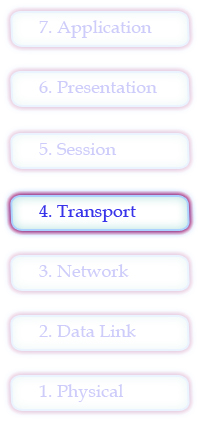 7. Application
6. Presentation
5. Session
4. Transport
3. Network
2. Data Link
1. Physical